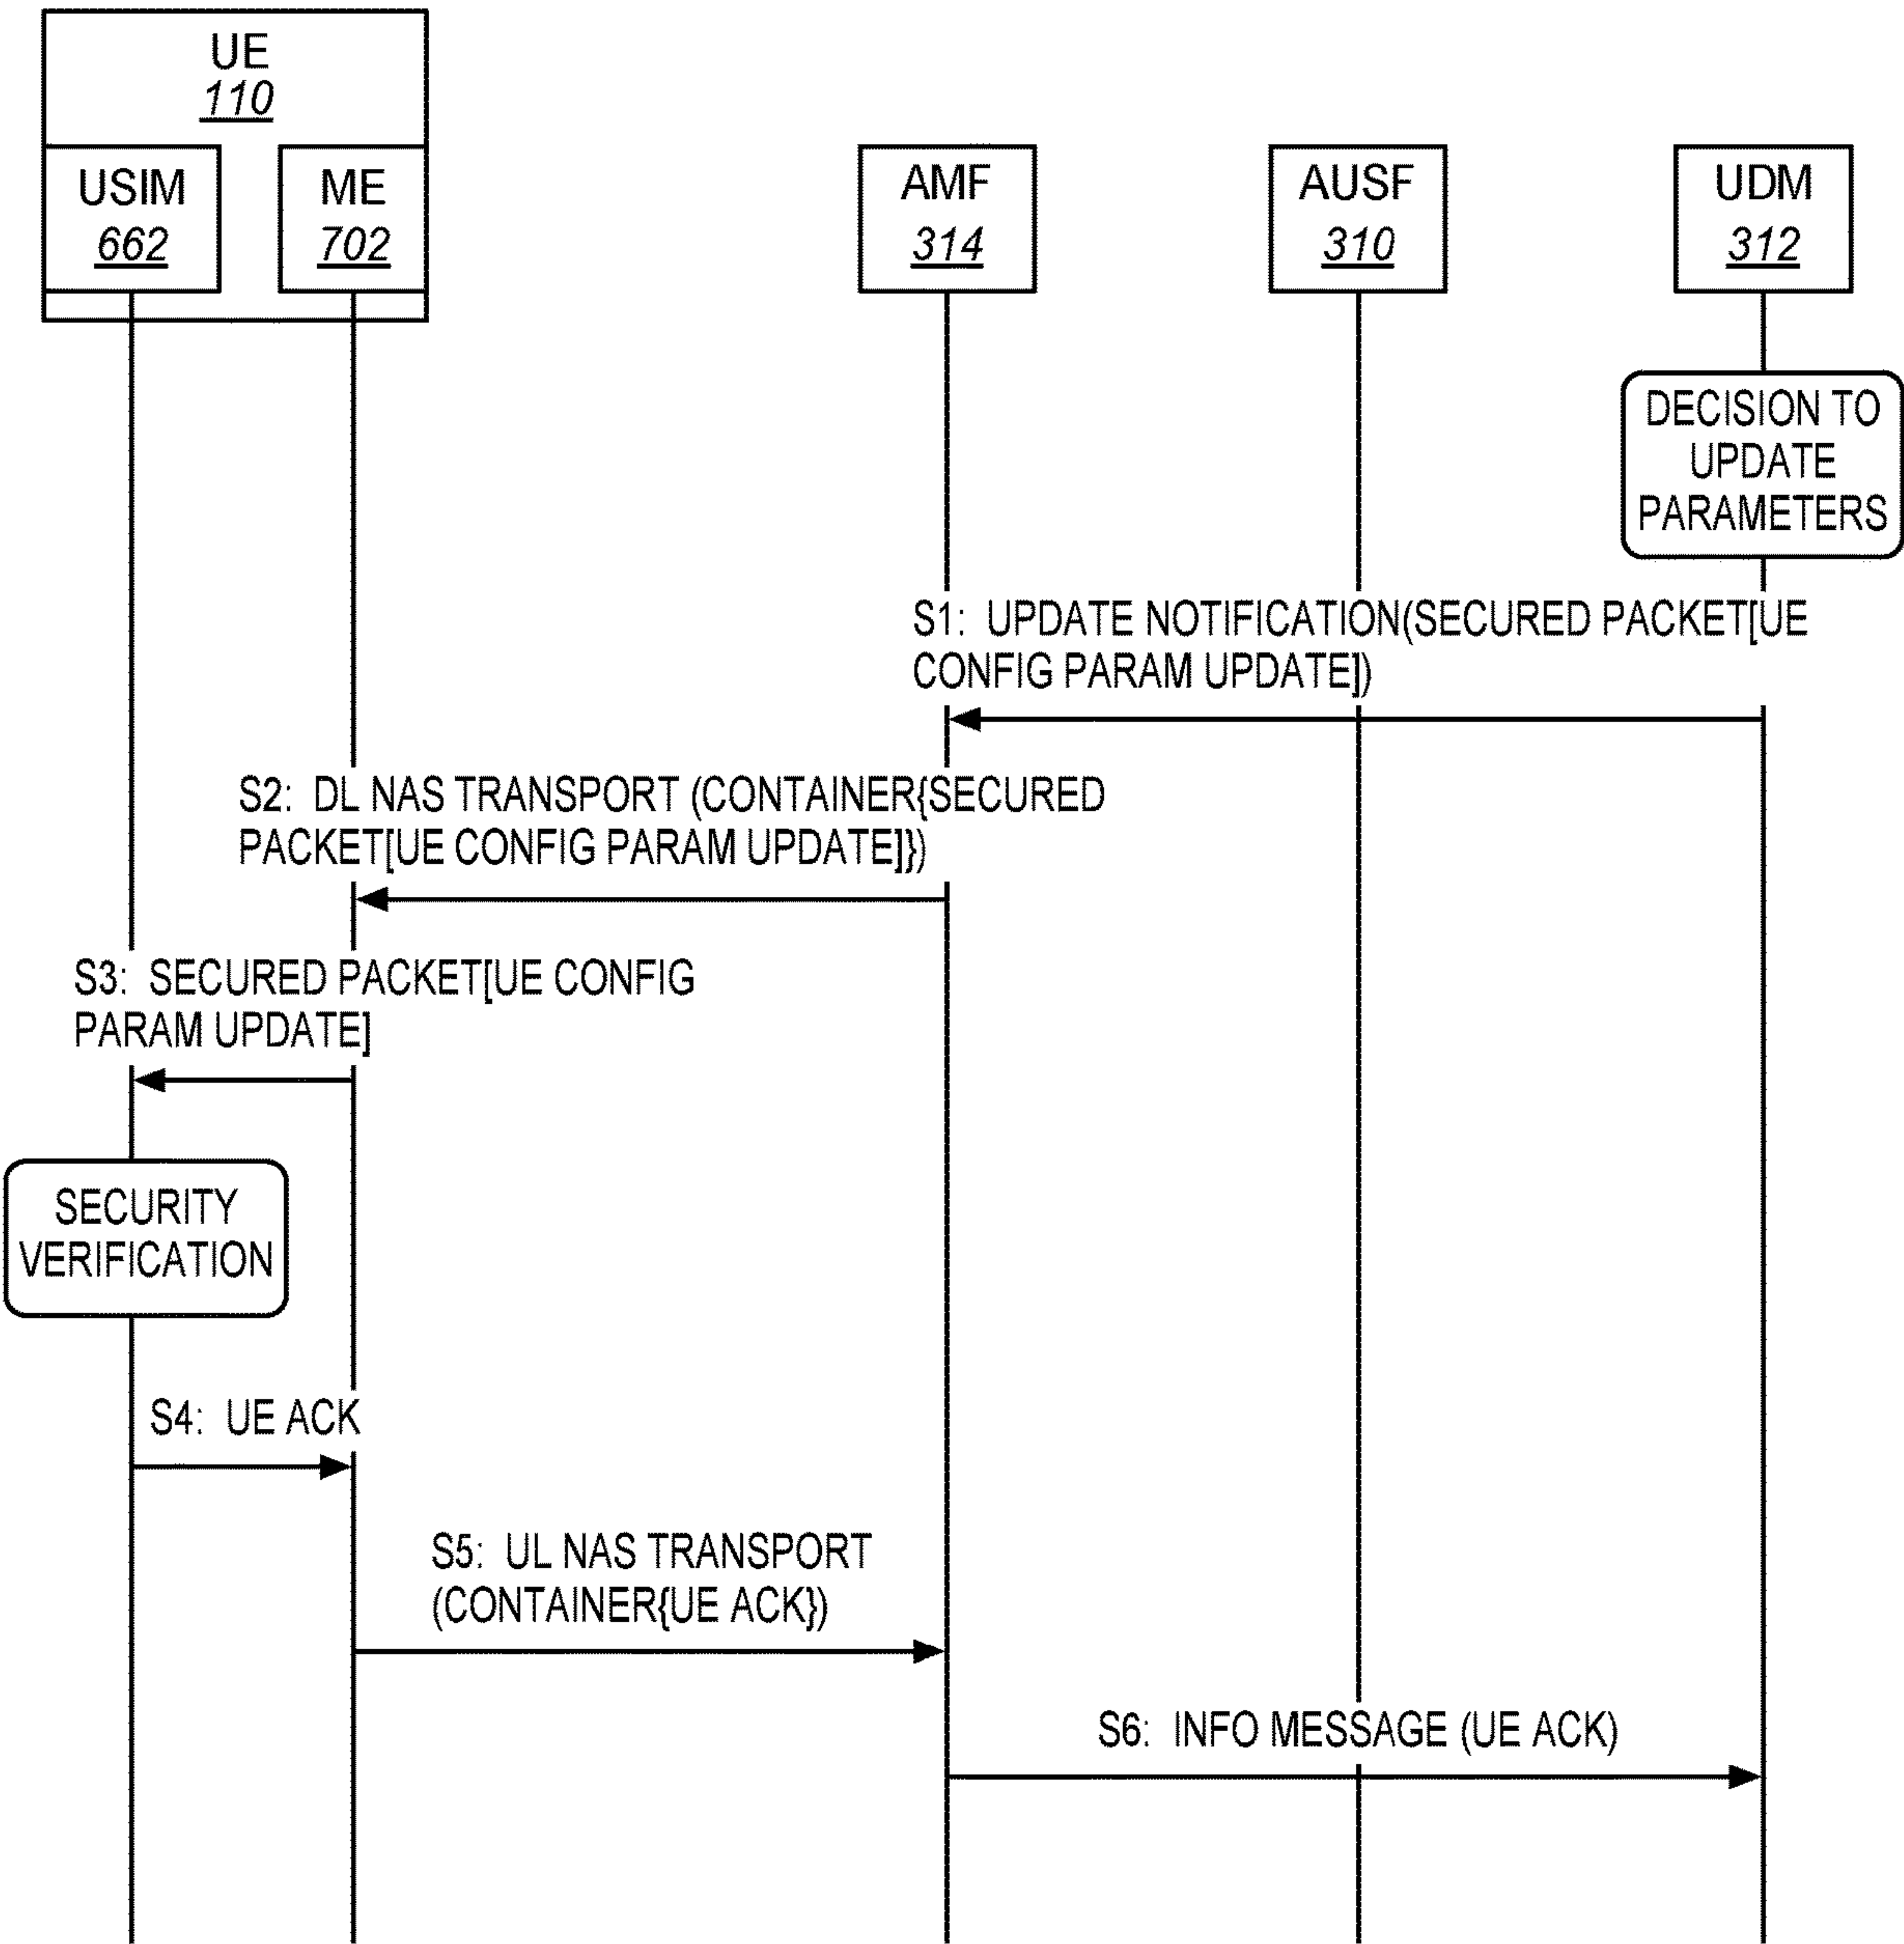 UE
110
USIM
662
ME
702
AMF
314
AUSF
310
UDM
312
DECISION TO
UPDATE
PARAMETERS
S1: UPDATE NOTIFICATION(SECURED PACKET[UE
CONFIG PARAM UPDATE])
S2: DL NAS TRANSPORT (CONTAINER{SECURED
PACKET[UE CONFIG PARAM UPDATE]})
S3: SECURED PACKET[UE CONFIG
PARAM UPDATE]
SECURITY
VERIFICATION
S4: UE ACK
S5: UL NAS TRANSPORT
(CONTAINER{UE ACK})
S6: INFO MESSAGE (UE ACK)